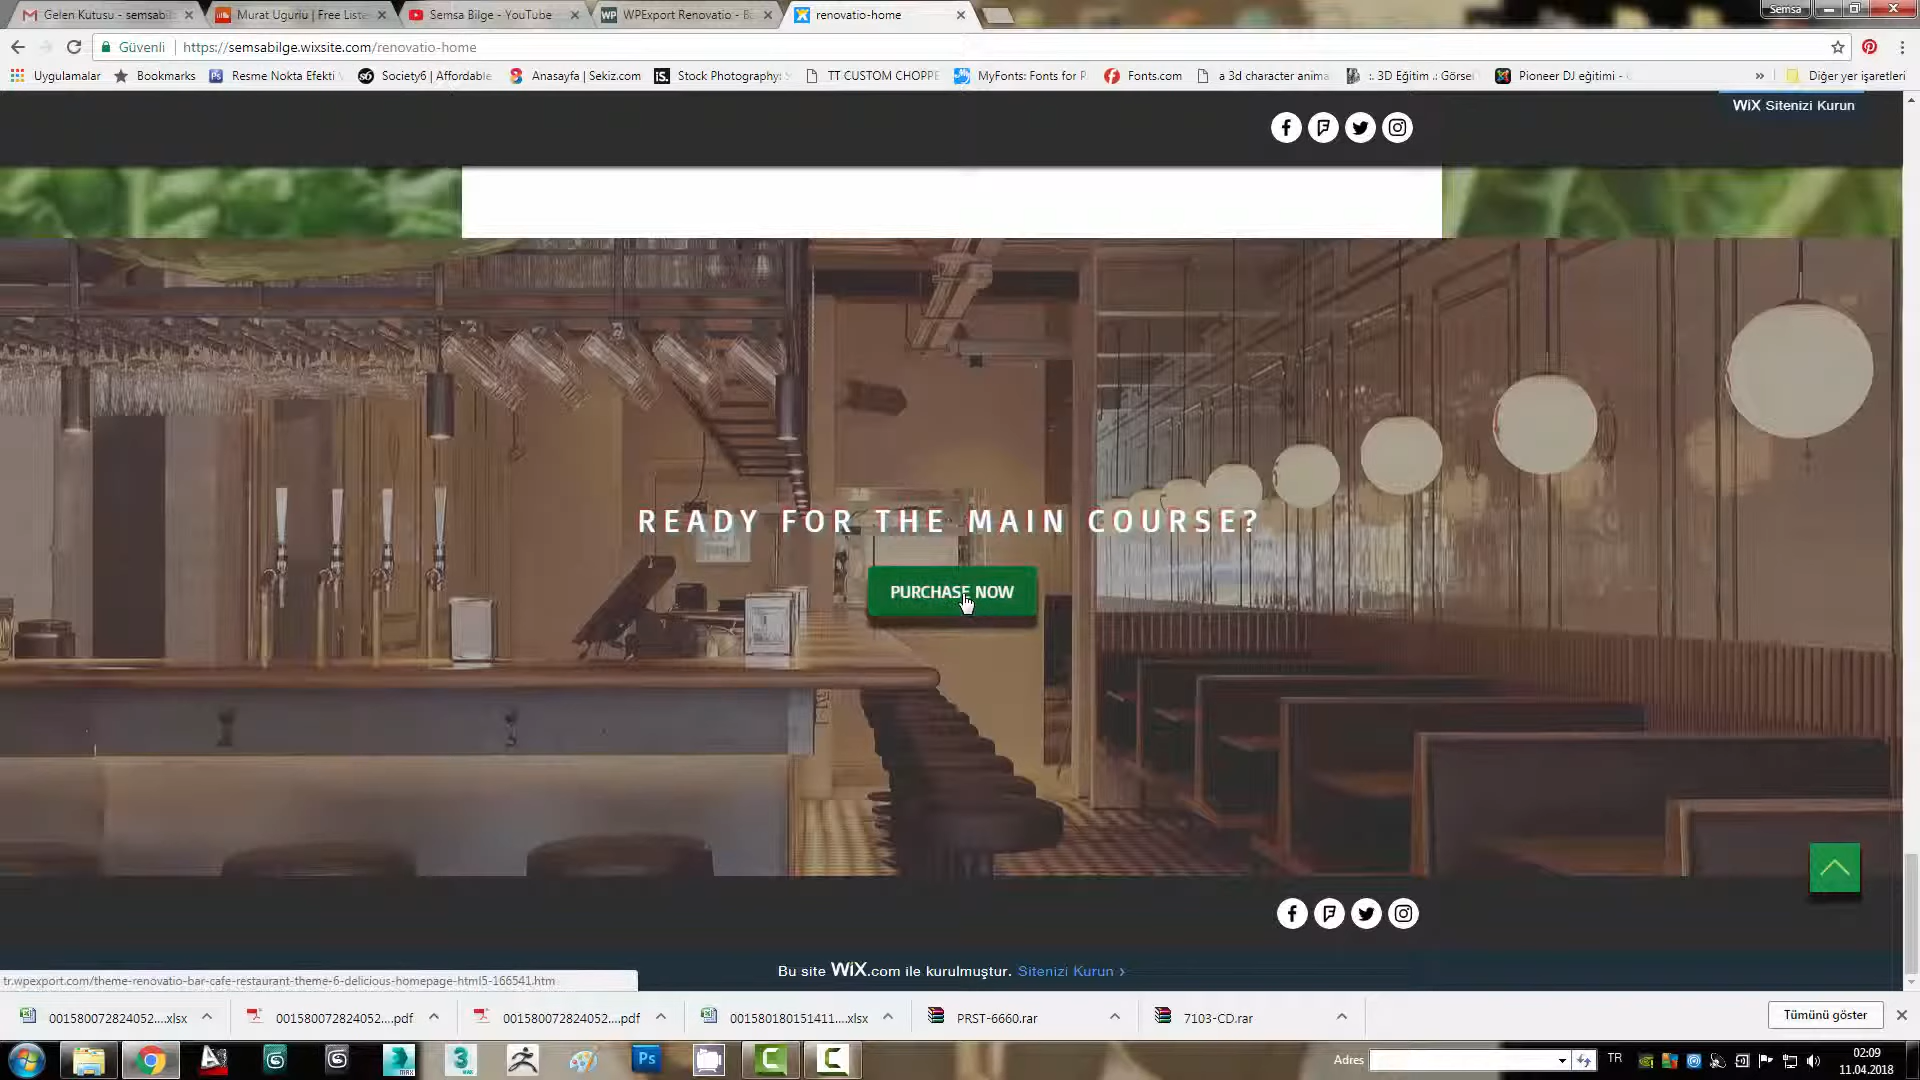 Gelen Kutusu - semsabi
Murat Ugurlu | Free Liste
Semsa Bilge - YouTube
WPExport Renovatio - B
renovatio-home
Semsa
Güvenli
https://semsabilge.wixsite.com/renovatio-home
Uygulamalar
Bookmarks
Resme Nokta Efekti
Society6 | Affordable
Anasayfa | Sekiz.com
Stock Photography:
TT CUSTOM CHOPPE
MyFonts: Fonts for P
Fonts.com
a 3d character anima
:. 3D Eğitim .: Görsel
Pioneer DJ eğitimi -
»
Diğer yer işaretleri
WiX Sitenizi Kurun
READY FOR THE MAIN COURSE?
PURCHASE NOW
Bu site WiX.com ile kurulmuştur. Sitenizi Kurun >
tr.wpexport.com/theme-renovatio-bar-cafe-restaurant-theme-6-delicious-homepage-html5-166541.htm
001580072824052....xlsx
001580072824052....pdf
001580072824052....pdf
001580180151411....xlsx
PRST-6660.rar
7103-CD.rar
Tümünü göster
Adres
TR
02:09
11.04.2018